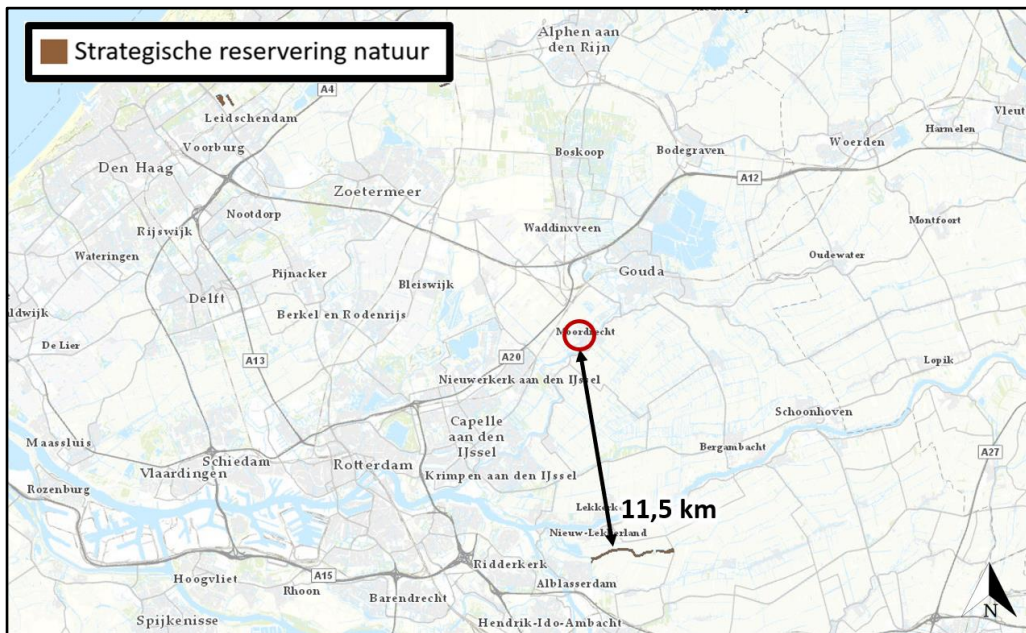 Strategische reservering natuur
Alphen aan
den Rijn
A4
Leidschendam
Voorburg
Den Haag
Zoetermeer
Boskoop
Bodegraven
Woerden
Harmelen
Vleut
A12
Nootdorp
Rijswijk
Wateringen
Waddinxveen
Montfoort
Oudewater
Gouda
Pijnacker
Bleiswijk
Delft
Berkel en Rodenrijs
Moordrecht
De Lier
A13
A20
Lopik
Nieuwerkerk aan den IJssel
Schoonhoven
Capelle
aan den
IJssel
Maassluis
Bergambacht
A27
Schiedam
Vlaardingen
Rotterdam
Krimpen aan den IJssel
Rozenburg
11,5 km
Nieuw-Lekkerland
Ridderkerk
Hoogvliet
A15
Rhoon
Alblasserdam
Barendrecht
Spijkenisse
Hendrik-Ido-Ambacht
N